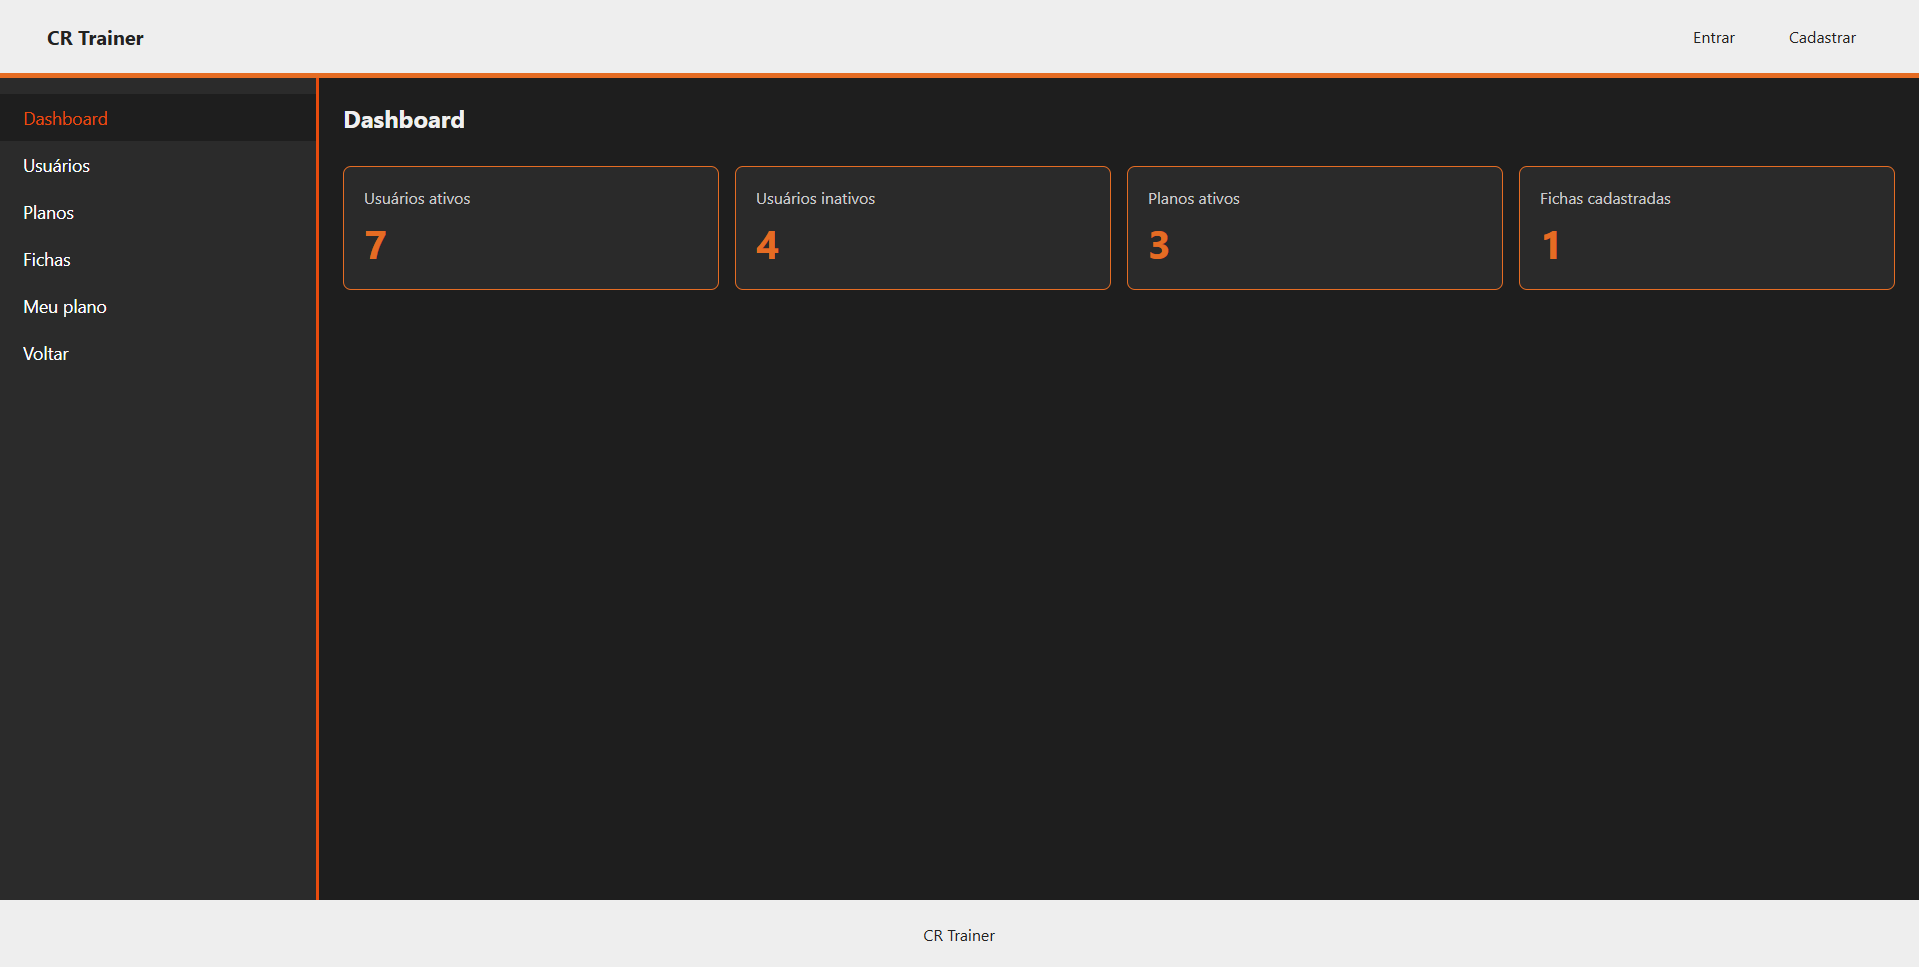 CR Trainer
Entrar
Cadastrar
Dashboard
Usuários
Planos
Fichas
Meu plano
Voltar
Dashboard
Usuários ativos
7
Usuários inativos
4
Planos ativos
3
Fichas cadastradas
1
CR Trainer